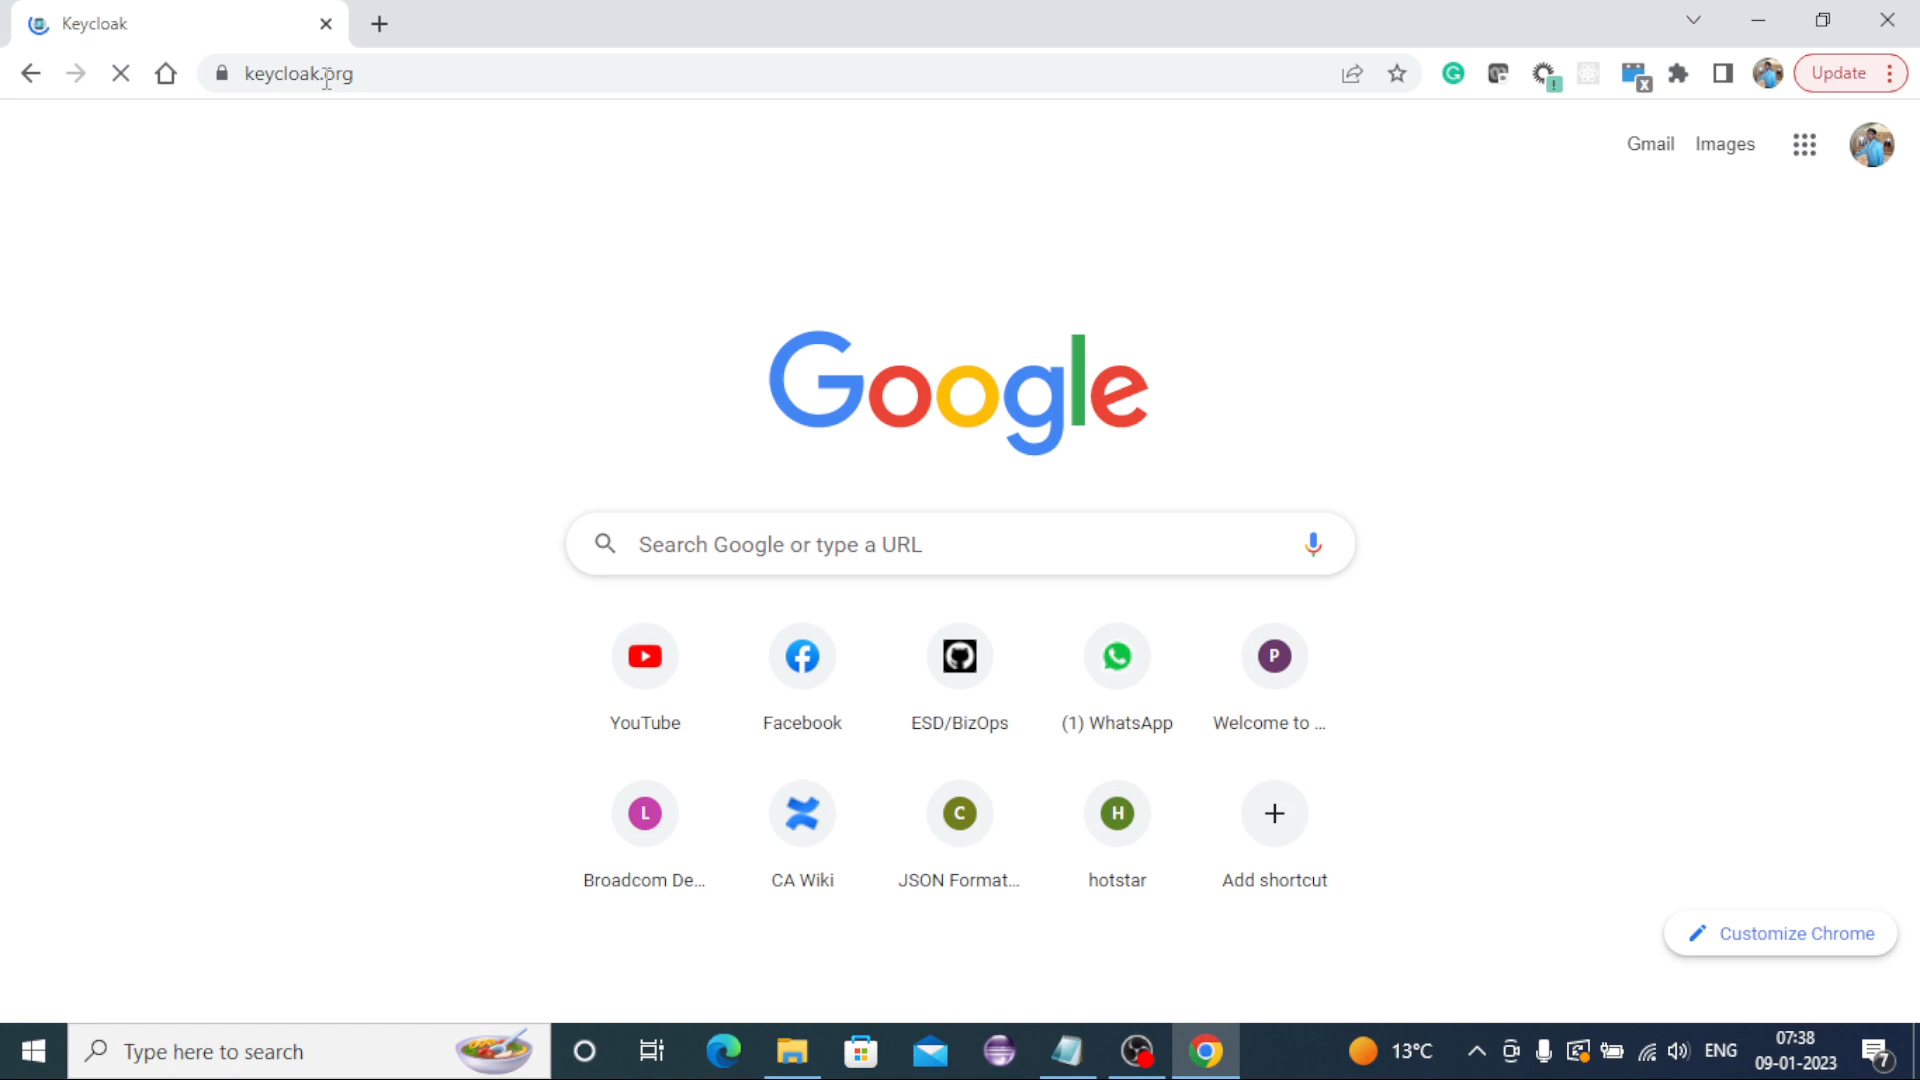 Keycloak
keycloak.org
Update
Gmail Images
Google
Search Google or type a URL
YouTube Facebook ESD/BizOps (1) WhatsApp Welcome to ...
P
L C H
Broadcom De... CA Wiki JSON Format... hotstar Add shortcut
Customize Chrome
Type here to search
13°C
ENG
07:38
09-01-2023
7